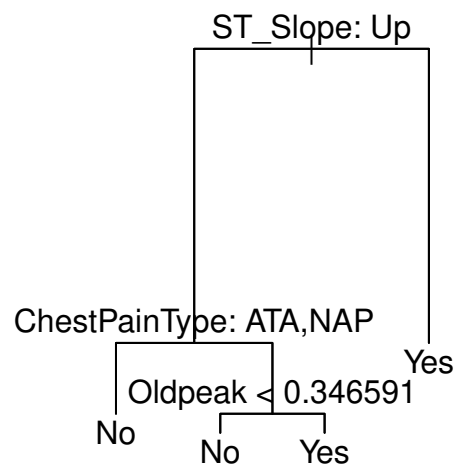 ST_Slope: Up
ChestPainType: ATA,NAP
Yes
Oldpeak < 0.346591
No
No
Yes